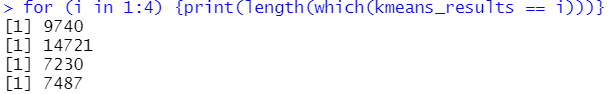 > for (i in 1:4) {print(length(which(kmeans_results == i)))}
[1] 9740
[1] 14721
[1] 7230
[1] 7487